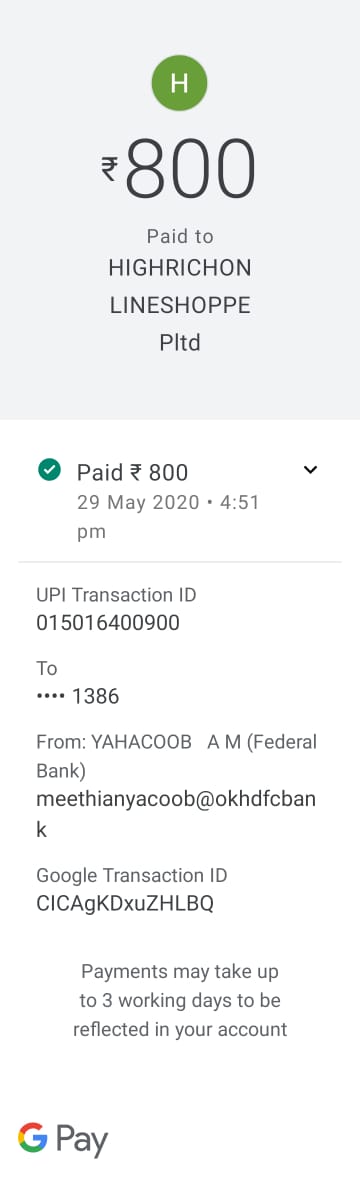 H
₹800
Paid to
HIGHRICHON
LINESHOPPE
Pltd
Paid ₹ 800
29 May 2020 • 4:51
pm
UPI Transaction ID
015016400900
To
•••• 1386
From: YAHACOOB   A M (Federal
Bank)
meethianyacoob@okhdfcban
k
Google Transaction ID
CICAgKDxuZHLBQ
Payments may take up
to 3 working days to be
reflected in your account
G Pay